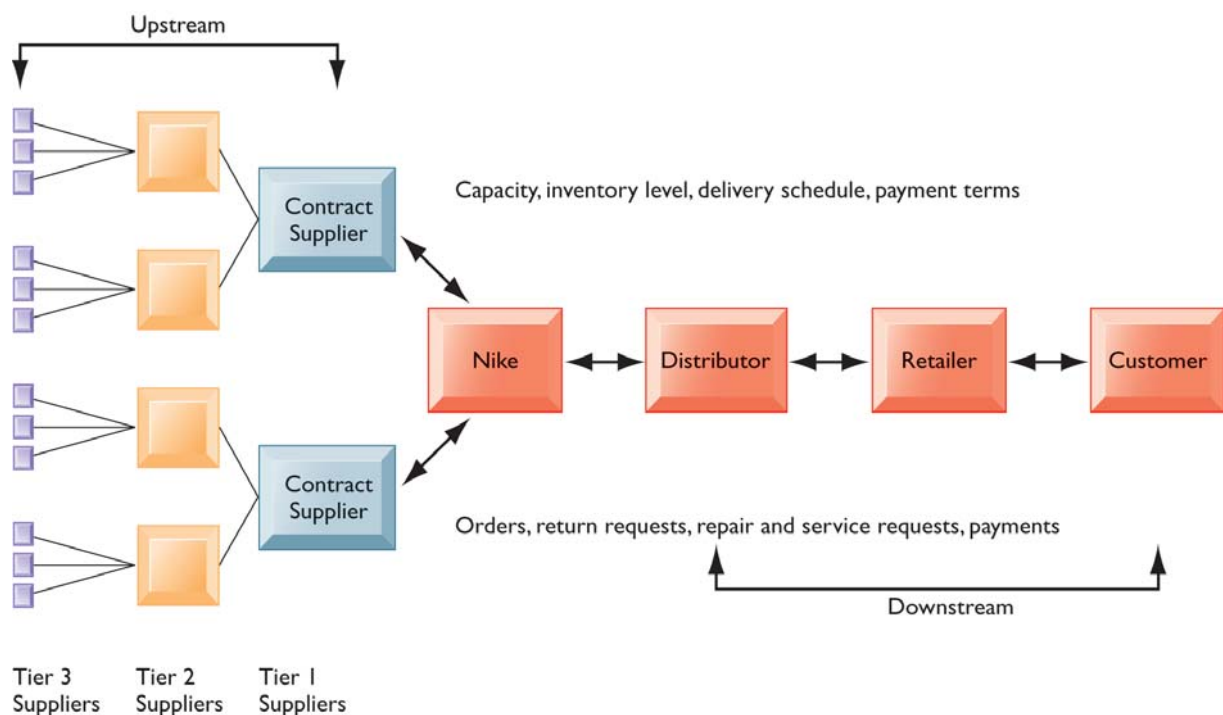 Upstream
Contract
Supplier
Capacity, inventory level, delivery schedule, payment terms
Nike
Distributor
Retailer
Customer
Contract
Supplier
Orders, return requests, repair and service requests, payments
Downstream
Tier 3
Suppliers
Tier 2
Suppliers
Tier 1
Suppliers